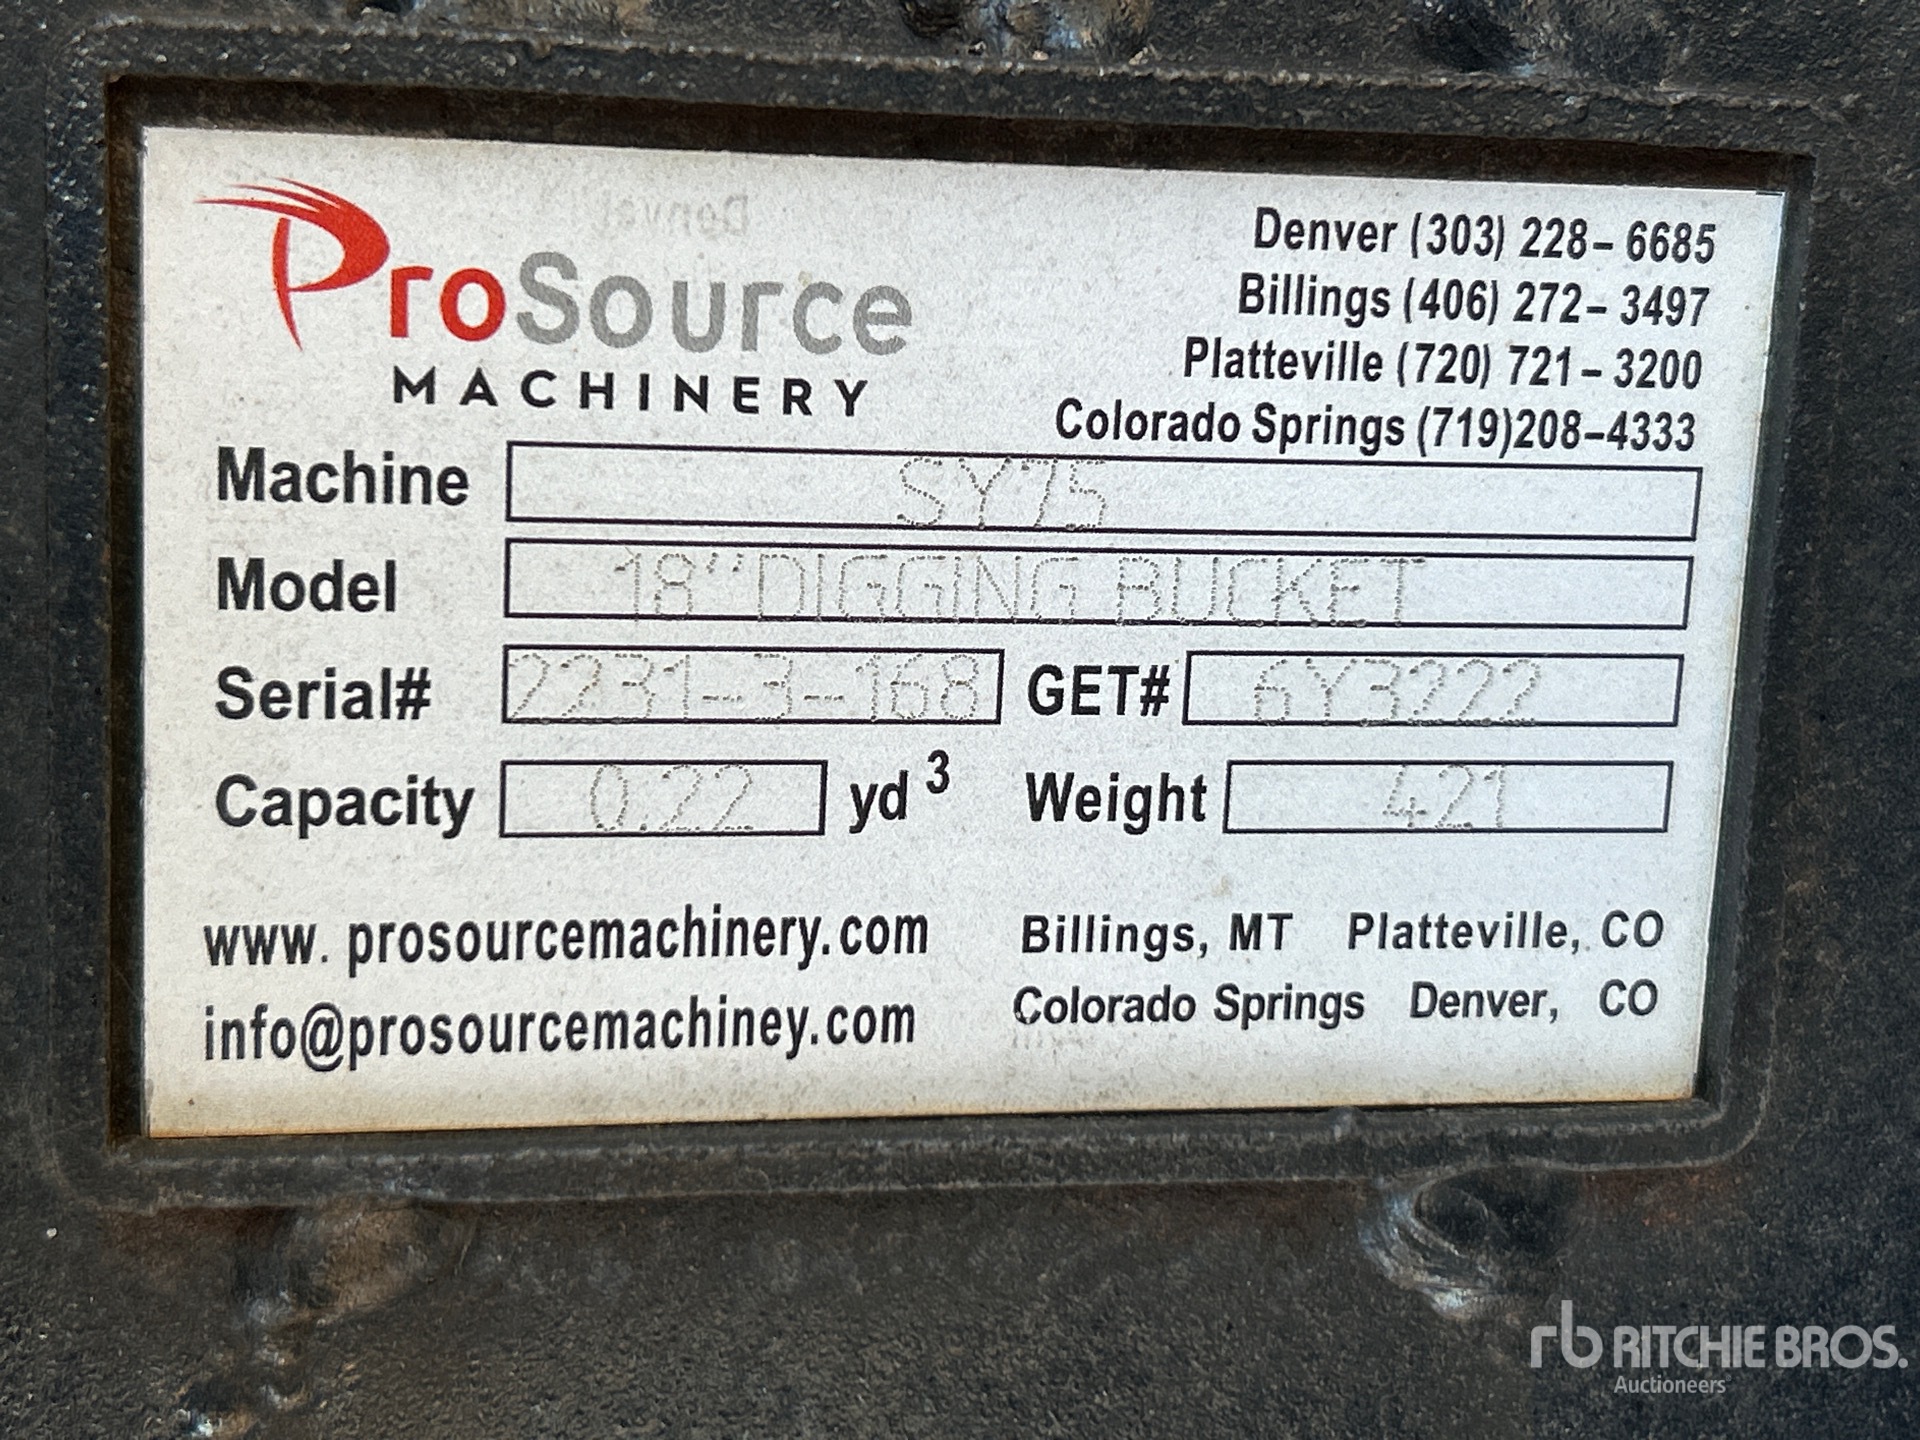 ProSource
MACHINERY
Denver (303) 228-6685
Billings (406) 272-3497
Platteville (720) 721-3200
Colorado Springs (719)208-4333
Machine SY75
Model 18" DIGGING BUCKET
Serial# 2231-3-168 GET# 6Y3222
Capacity 0.22 yd³ Weight 421
www. prosourcemachinery.com Billings, MT Platteville, CO
info@prosourcemachiney.com Colorado Springs Denver, CO
rb RITCHIE BROS.
Auctioneers